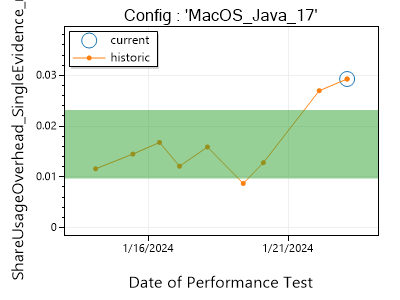 Config : 'MacOS_Java_17'
current
historic
0.03
0.02
0.01
0
1/16/2024
1/21/2024
Date of Performance Test
ShareUsageOverhead_SingleEvidence_